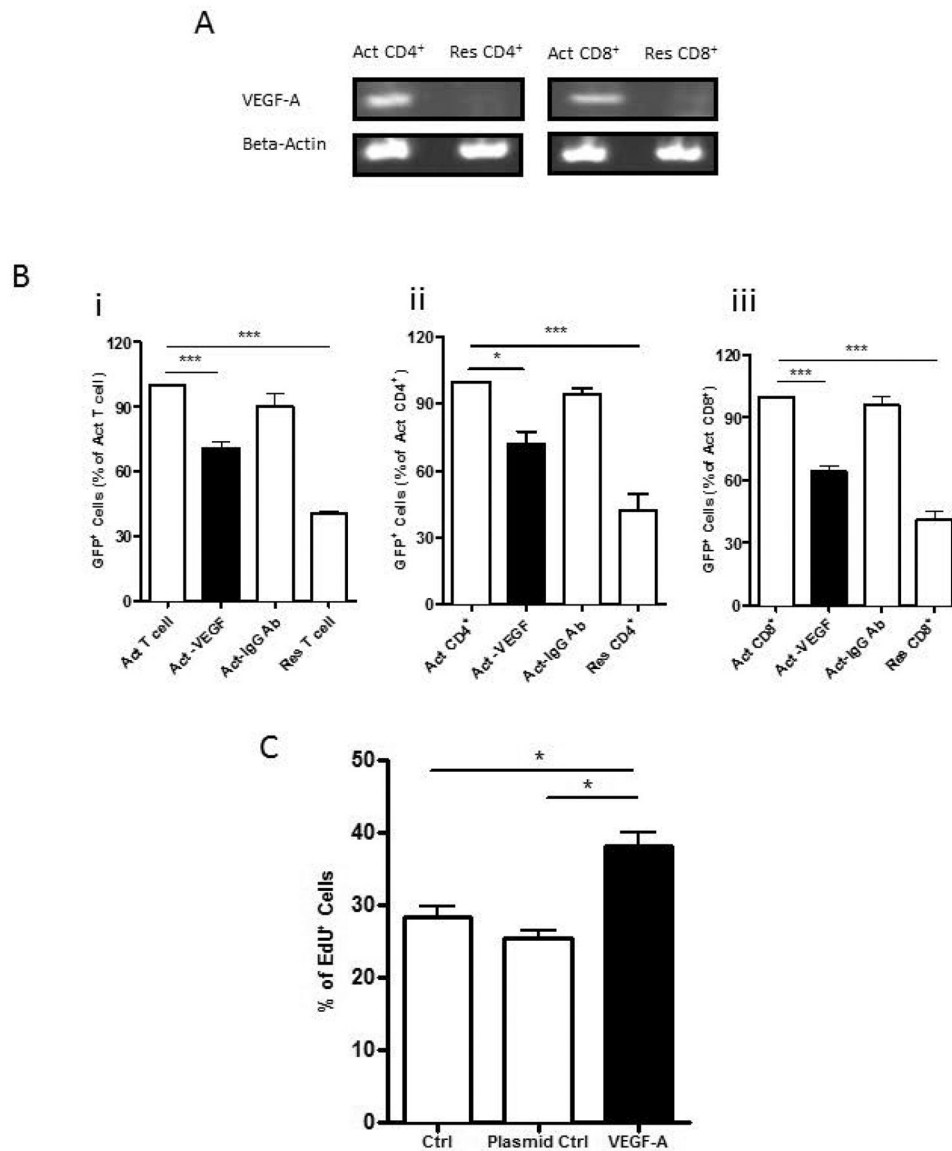 A
Act CD4⁺ Res CD4⁺ Act CD8⁺ Res CD8⁺
VEGF-A
Beta-Actin
B
i
GFP⁺ Cells (% of Act T cell)
120
90
60
30
0
***
***
Act T cell
Act -VEGF
Act-IgG Ab
Res T cell
ii
GFP⁺ Cells (% of Act CD4⁺)
120
90
60
30
0
***
*
Act CD4⁺
Act -VEGF
Act-IgG Ab
Res CD4⁺
iii
GFP⁺ Cells (% of Act CD8⁺)
120
90
60
30
0
***
***
Act CD8⁺
Act -VEGF
Act-IgG Ab
Res CD8⁺
C
% of EdU⁺ Cells
50
40
30
20
10
0
*
*
Ctrl Plasmid Ctrl VEGF-A